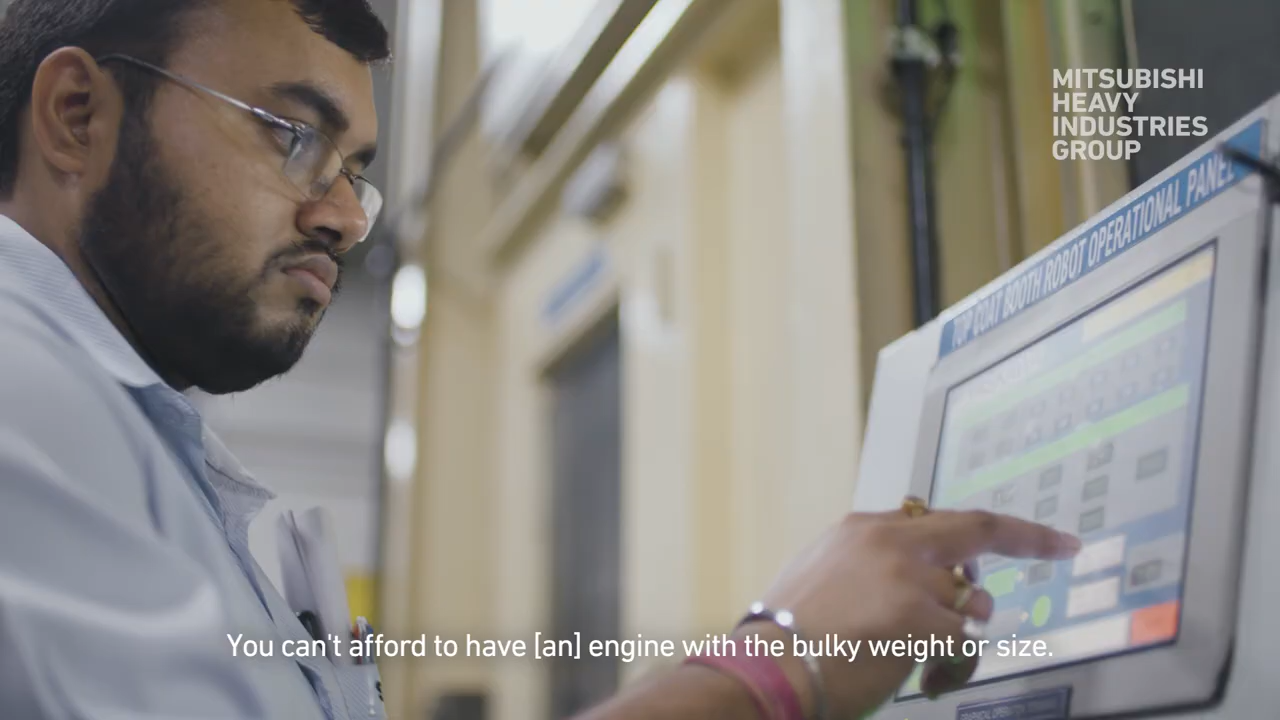 MITSUBISHI
HEAVY
INDUSTRIES
GROUP
TOP COAT BOOTH ROBOT OPERATIONAL PANEL
You can't afford to have [an] engine with the bulky weight or size.